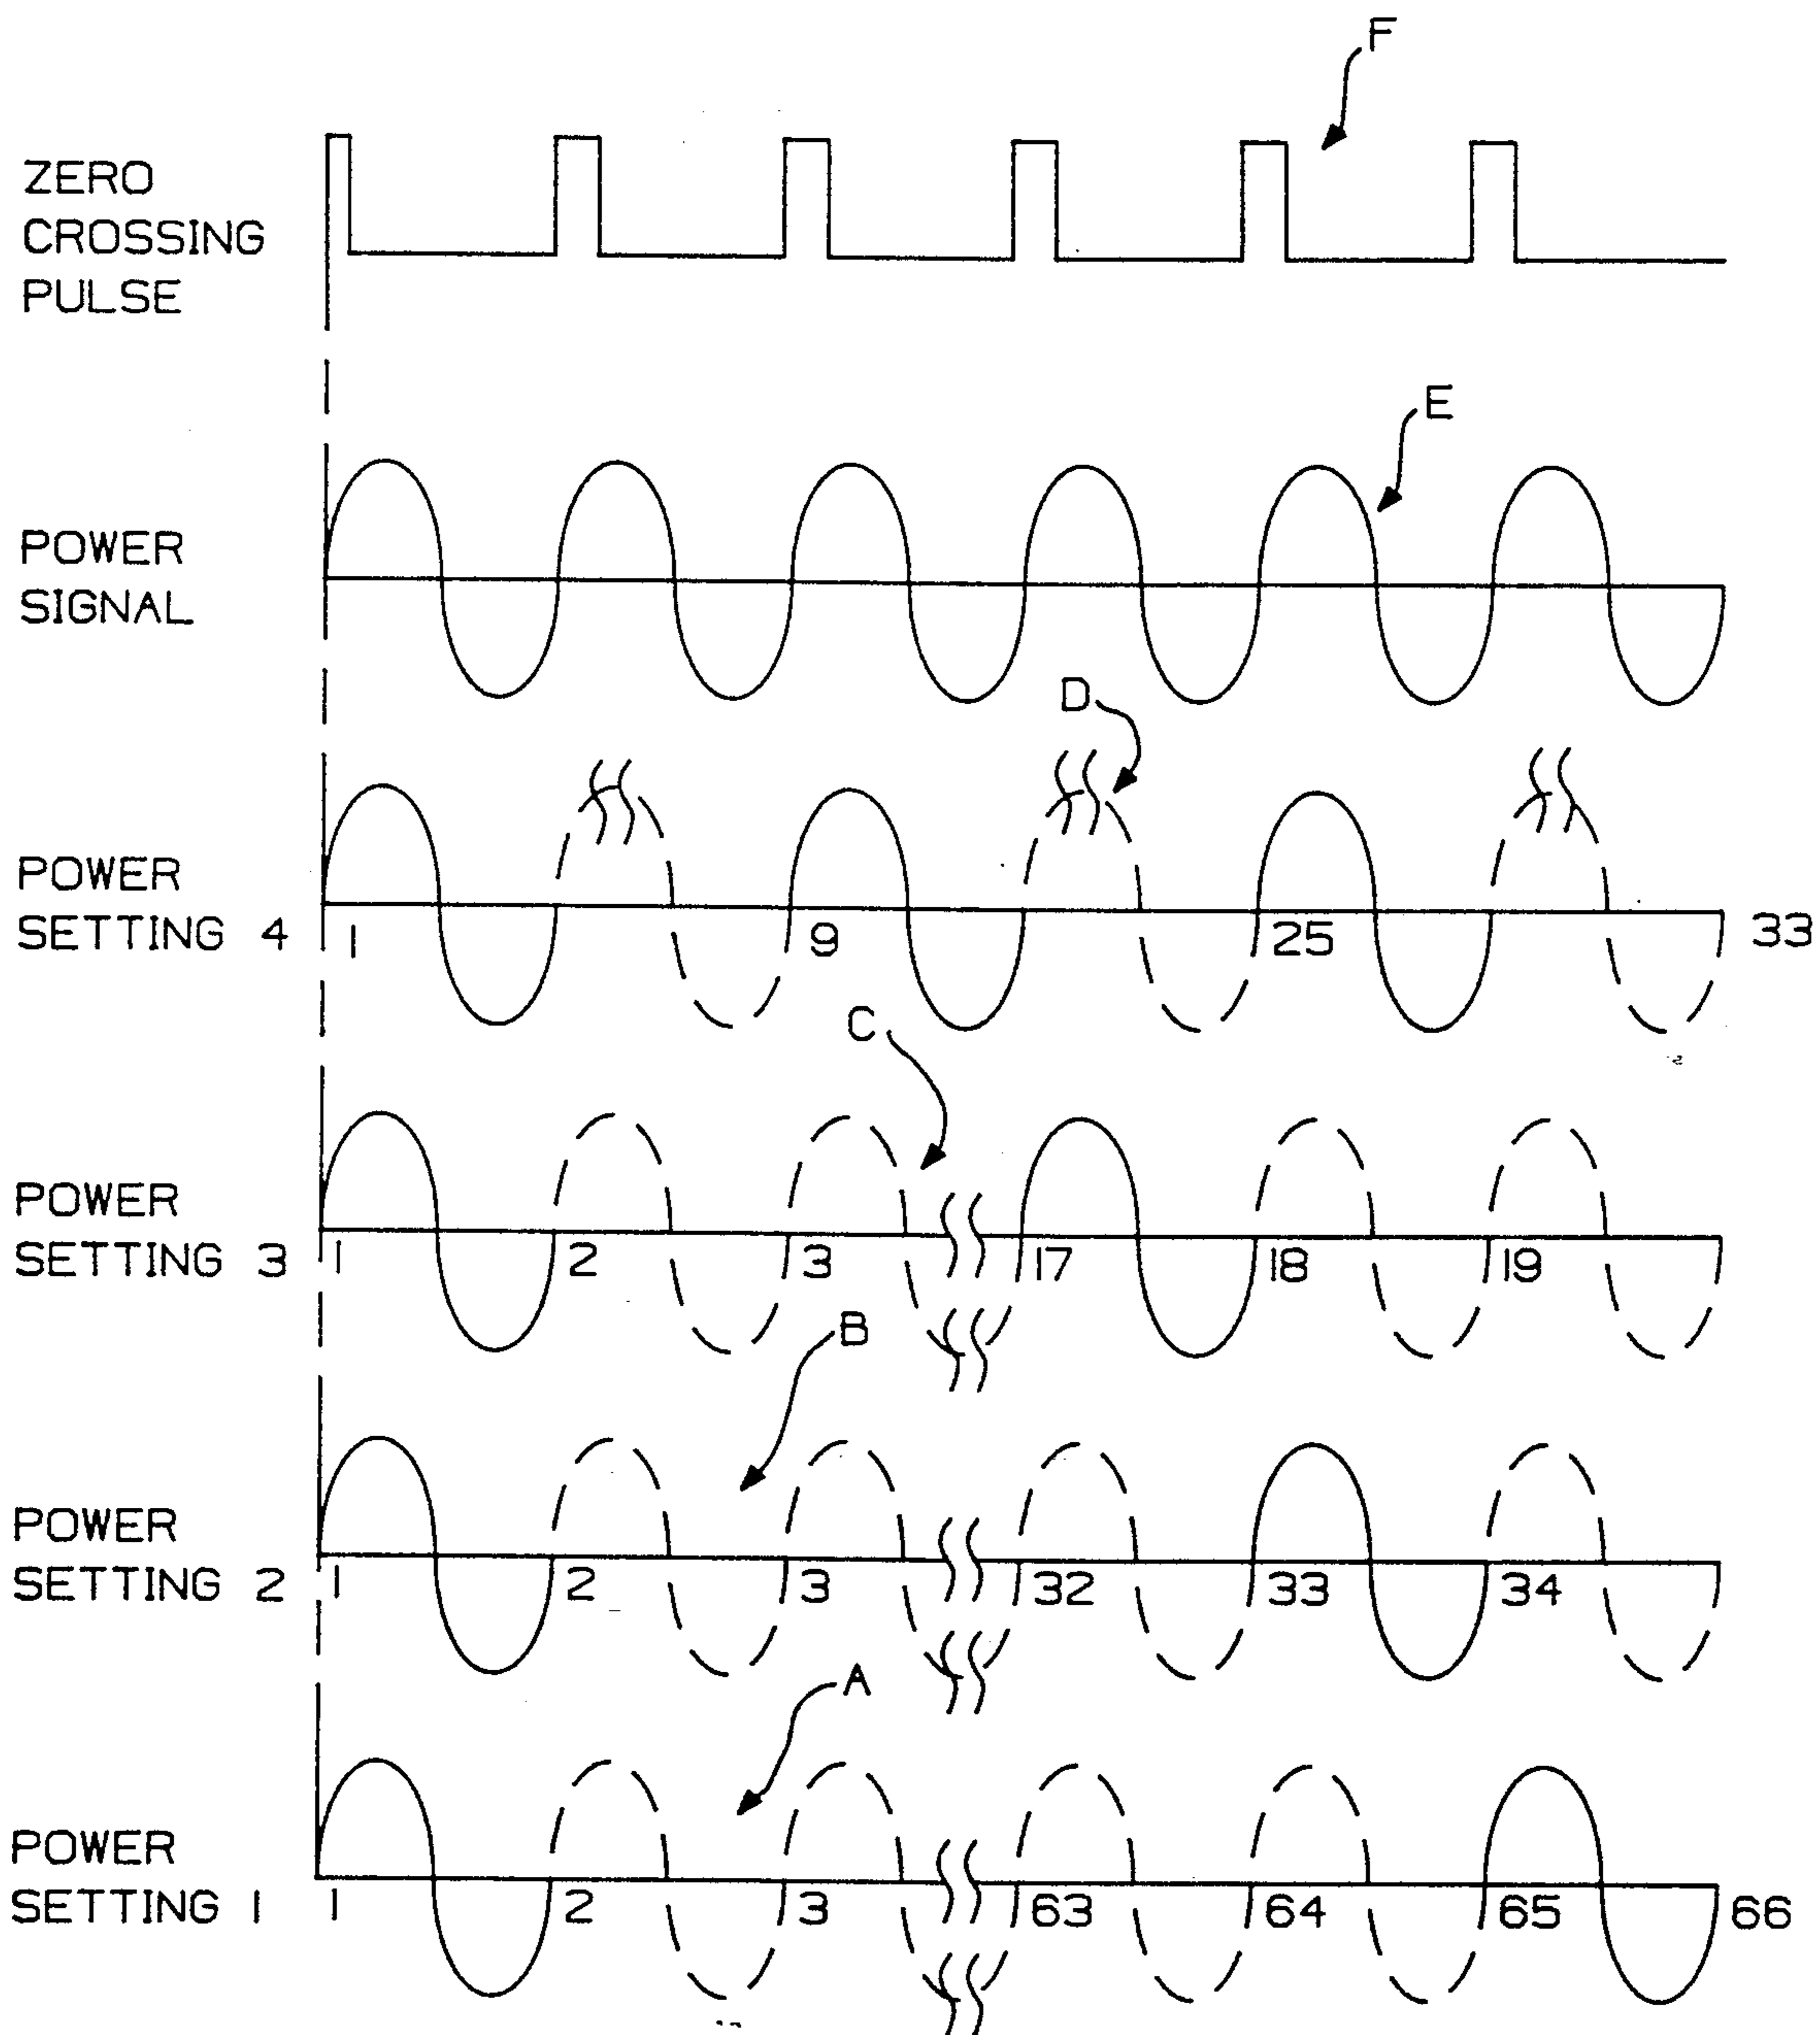 F
ZERO
CROSSING
PULSE
E
POWER
SIGNAL
D
POWER
SETTING 4
1 9 25 33
C
POWER
SETTING 3
1 2 3 17 18 19
B
POWER
SETTING 2
1 2 3 32 33 34
A
POWER
SETTING 1
1 2 3 63 64 65 66